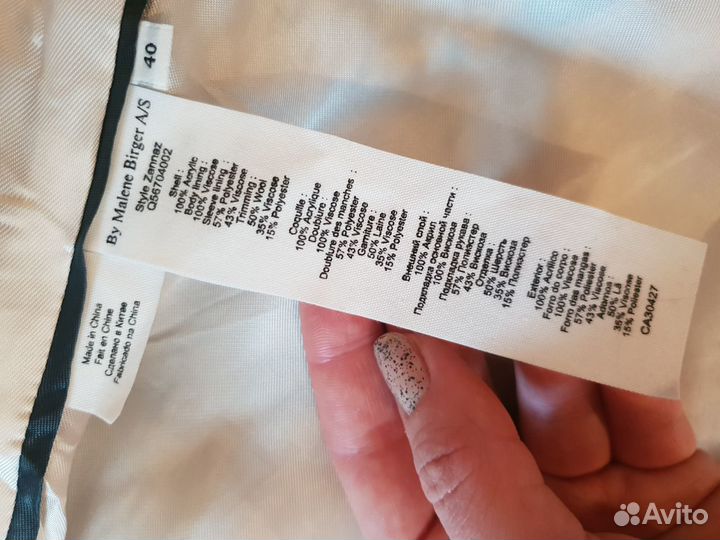 40
By Malene Birger A/S
Style Zannaz
Q56704002
Shell :
100% Acrylic
Body lining :
100% Viscose
Sleeve lining :
57% Polyester
43% Viscose
Trimming :
50% Wool
35% Viscose
15% Polyester
Coquille :
100% Acrylique
Doublure :
100% Viscose
Doublure des manches :
57% Polyester
43% Viscose
Garniture :
50% Laine
35% Viscose
15% Polyester
Внешный слой :
100% Акрил
Подкладка основной части :
100% Вискоза
Подкладка рукава :
57% Полиэстер
43% Вискоза
Отделка
50% Шерсть
35% Вискоза
15% Полиэстер
Exterior :
100% Acrílico
Forro do corpo :
100% Viscose
Forro das mangas :
57% Poliester
43% Viscose
Adornos :
50% La
35% Viscose
15% Poliester
CA30427
Made in China
Fait en Chine
Сделано в Китае
Fabricado na China
Avito